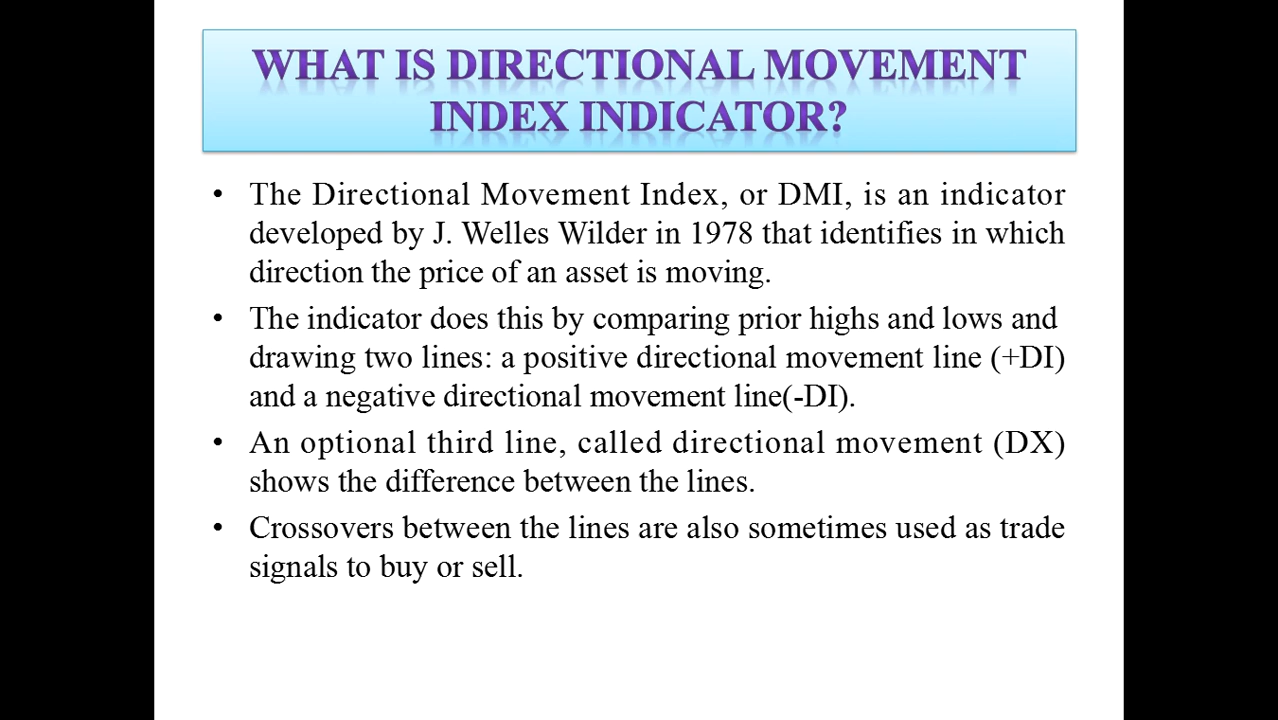 WHAT IS DIRECTIONAL MOVEMENT
INDEX INDICATOR?
• The Directional Movement Index, or DMI, is an indicator
developed by J. Welles Wilder in 1978 that identifies in which
direction the price of an asset is moving.
• The indicator does this by comparing prior highs and lows and
drawing two lines: a positive directional movement line (+DI)
and a negative directional movement line(-DI).
• An optional third line, called directional movement (DX)
shows the difference between the lines.
• Crossovers between the lines are also sometimes used as trade
signals to buy or sell.